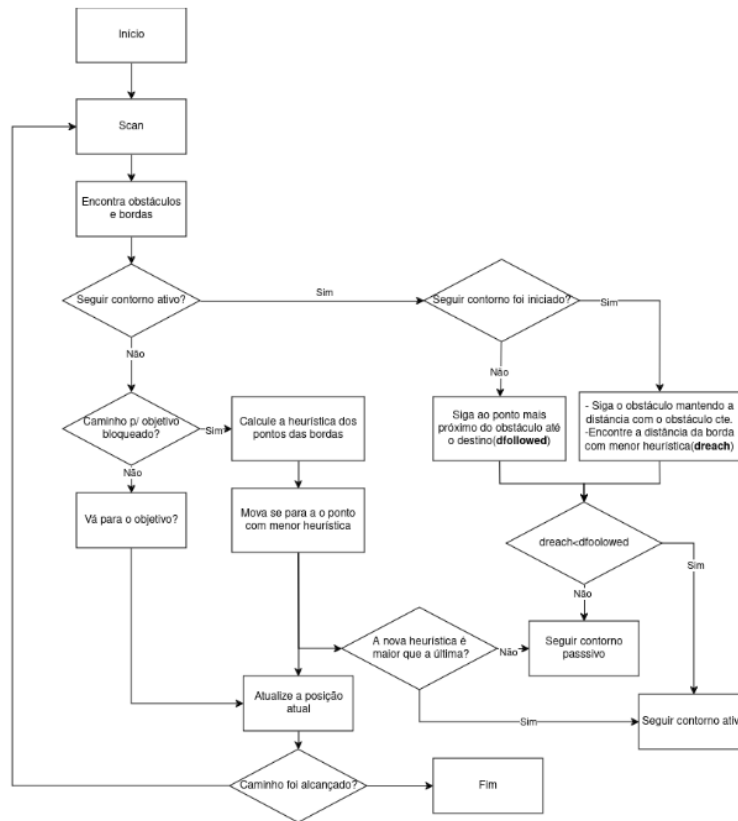 Início
Scan
Encontra obstáculos
e bordas
Seguir contorno ativo?
Sim
Seguir contorno foi iniciado?
Sim
Não
Não
Caminho p/ objetivo
bloqueado?
Sim
Calcule a heurística dos
pontos das bordas
Siga ao ponto mais
próximo do obstáculo até
o destino(dfollowed)
- Siga o obstáculo mantendo a
distância com o obstáculo cte.
-Encontre a distância da borda
com menor heurística(dreach)
Não
Vá para o objetivo?
Mova se para a o ponto
com menor heurística
dreach<dfoolowed
Sim
Não
A nova heurística é
maior que a última?
Não
Seguir contorno
passsivo
Atualize a posição
atual
Sim
Seguir contorno ativ
Caminho foi alcançado?
Fim